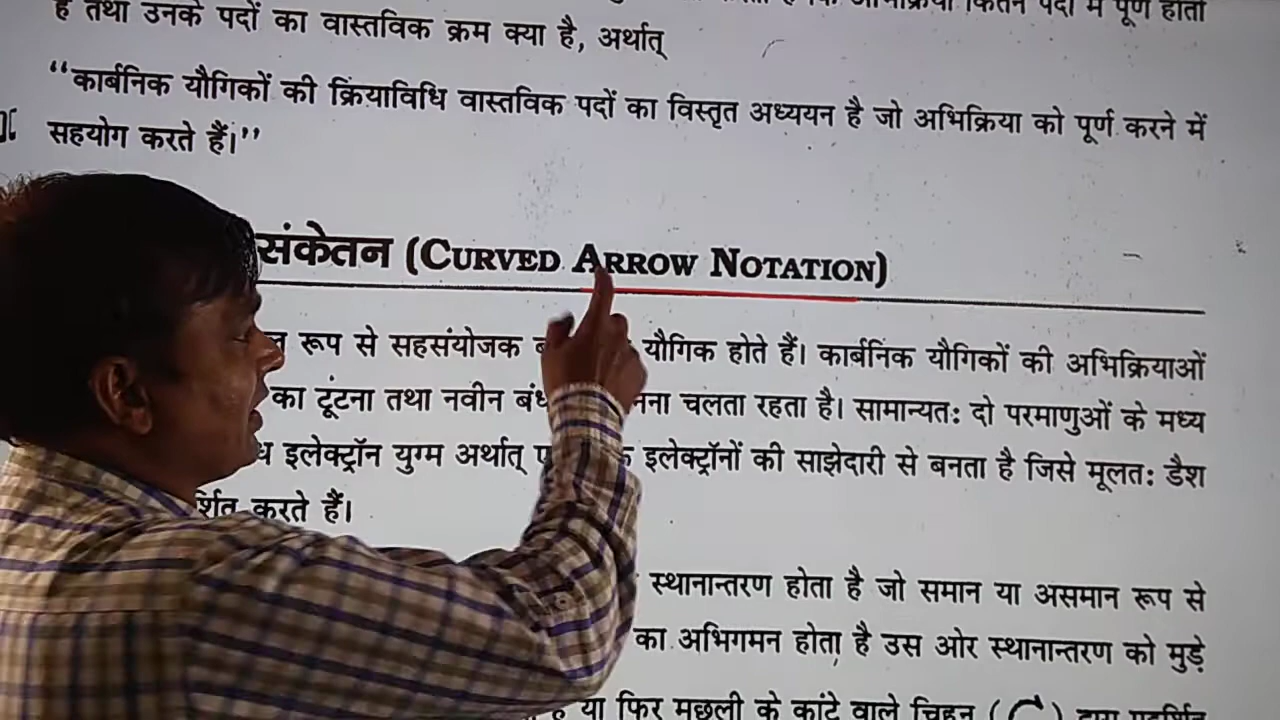 है तथा उनके पदों का वास्तविक क्रम क्या है, अर्थात्
‘‘कार्बनिक यौगिकों की क्रियाविधि वास्तविक पदों का विस्तृत अध्ययन है जो अभिक्रिया को पूर्ण करने में
सहयोग करते हैं।’’
संकेतन (CURVED ARROW NOTATION)
रूप से सहसंयोजक यौगिक होते हैं। कार्बनिक यौगिकों की अभिक्रियाओं
का टूंटना तथा नवीन बंध बनना चलता रहता है। सामान्यतः दो परमाणुओं के मध्य
इलेक्ट्रॉन युग्म अर्थात् इलेक्ट्रॉनों की साझेदारी से बनता है जिसे मूलतः डैश
करते हैं।
स्थानान्तरण होता है जो समान या असमान रूप से
का अभिगमन होता है उस ओर स्थानान्तरण को मुड़े
या फिर मछली के कांटे वाले चिह्न ( ) द्वारा प्रदर्शित